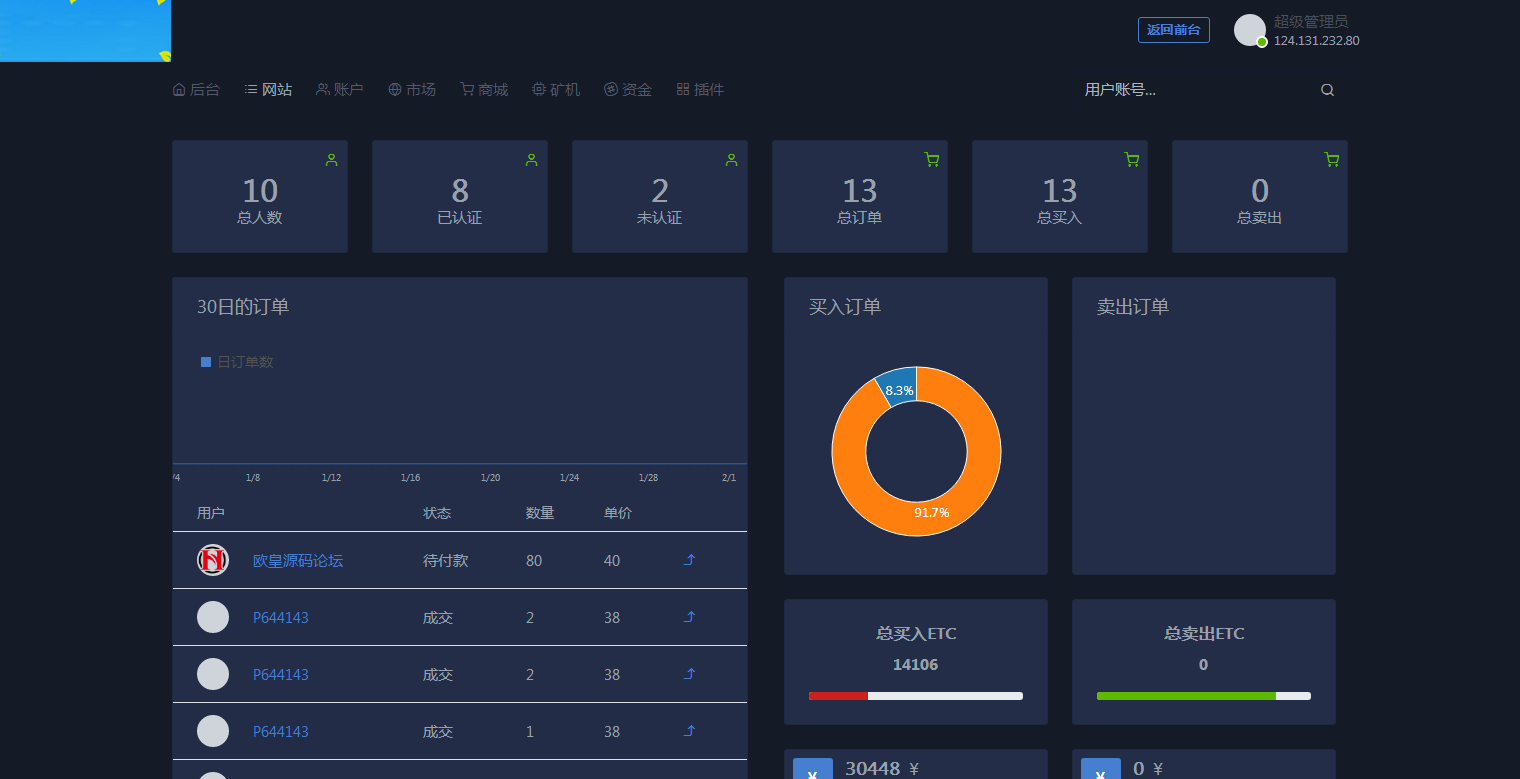 返回前台
超级管理员
124.131.232.80
后台 网站 账户 市场 商城 矿机 资金 插件
用户账号...
10 8 2 13 13 0
总人数 已认证 未认证 总订单 总买入 总卖出
30日的订单
日订单数
/4 1/8 1/12 1/16 1/20 1/24 1/28 2/1
用户 状态 数量 单价
欧皇源码论坛 待付款 80 40
P644143 成交 2 38
P644143 成交 2 38
P644143 成交 1 38
买入订单
8.3%
91.7%
卖出订单
总买入ETC
14106
总卖出ETC
0
¥ 30448 ¥
¥ 0 ¥